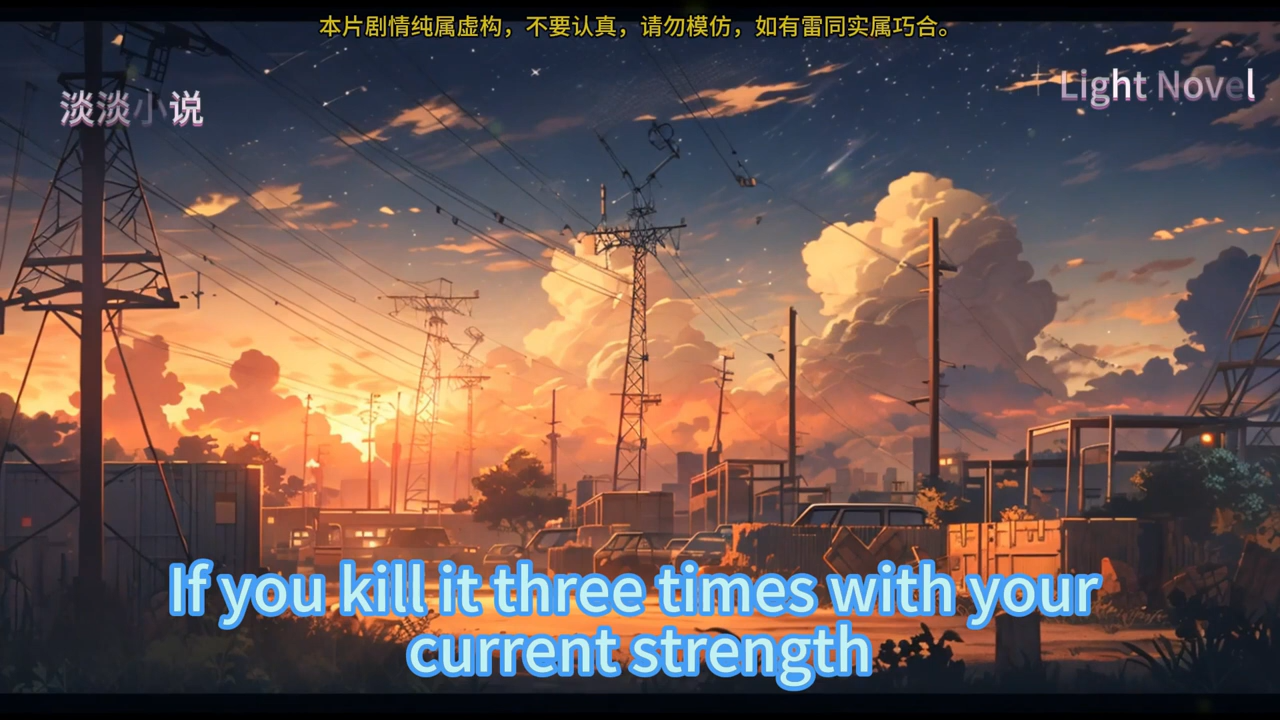 本片剧情纯属虚构，不要认真，请勿模仿，如有雷同实属巧合。
淡淡小说
Light Novel
If you kill it three times with your
current strength